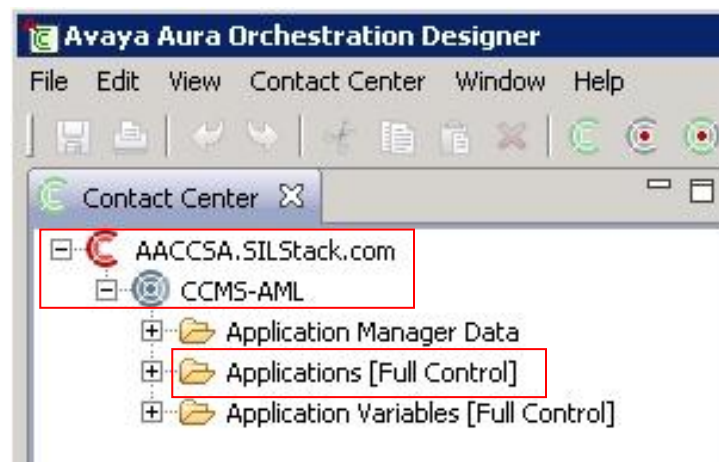 Avaya Aura Orchestration Designer
File Edit View Contact Center Window Help
Contact Center
AACCSA.SILStack.com
CCMS-AML
Application Manager Data
Applications [Full Control]
Application Variables [Full Control]